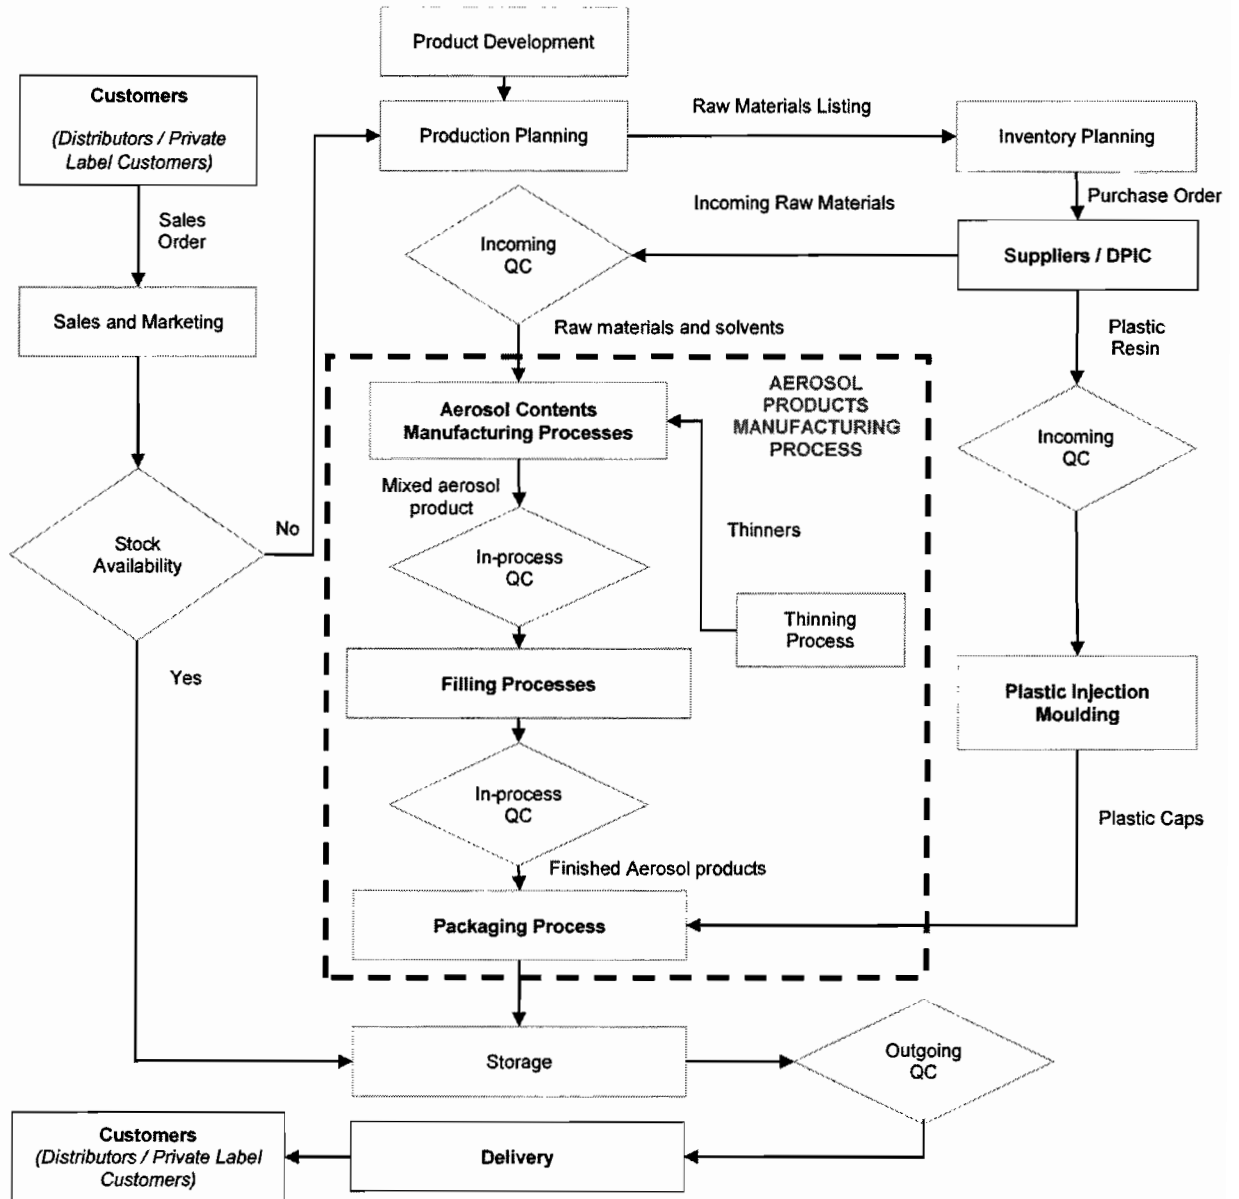 Product Development
Customers
(Distributors / Private
Label Customers)
Production Planning
Raw Materials Listing
Inventory Planning
Sales
Order
Incoming
QC
Incoming Raw Materials
Purchase Order
Suppliers / DPIC
Sales and Marketing
Raw materials and solvents
Plastic
Resin
Aerosol Contents
Manufacturing Processes
AEROSOL
PRODUCTS
MANUFACTURING
PROCESS
Incoming
QC
Mixed aerosol
product
No
Stock
Availability
In-process
QC
Thinners
Thinning
Process
Yes
Filling Processes
Plastic Injection
Moulding
In-process
QC
Plastic Caps
Finished Aerosol products
Packaging Process
Storage
Outgoing
QC
Customers
(Distributors / Private Label
Customers)
Delivery